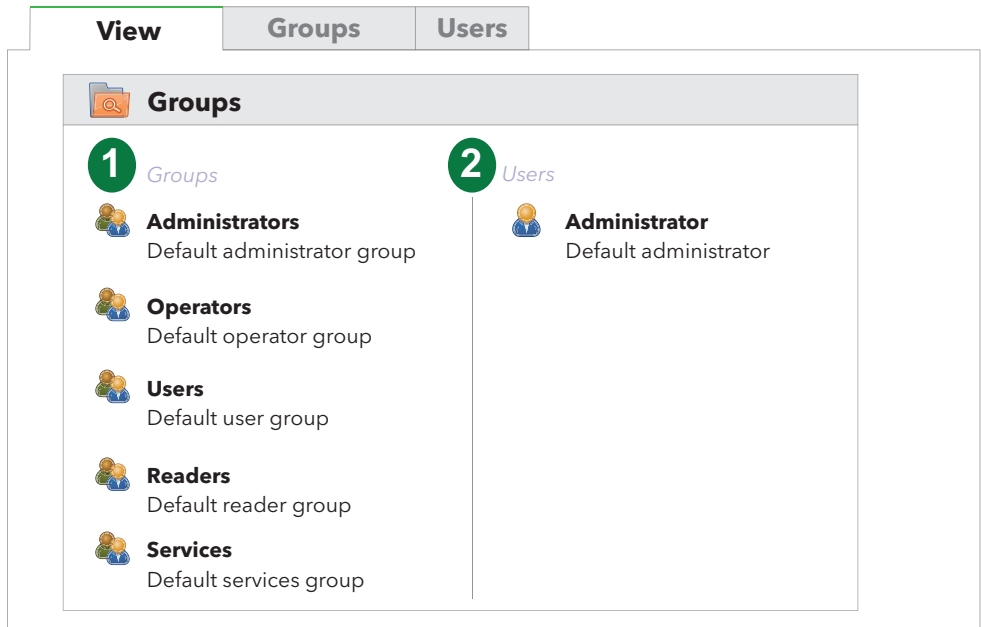 View
Groups
Users
Groups
1
Groups
Administrators
Default administrator group
Operators
Default operator group
Users
Default user group
Readers
Default reader group
Services
Default services group
2
Users
Administrator
Default administrator